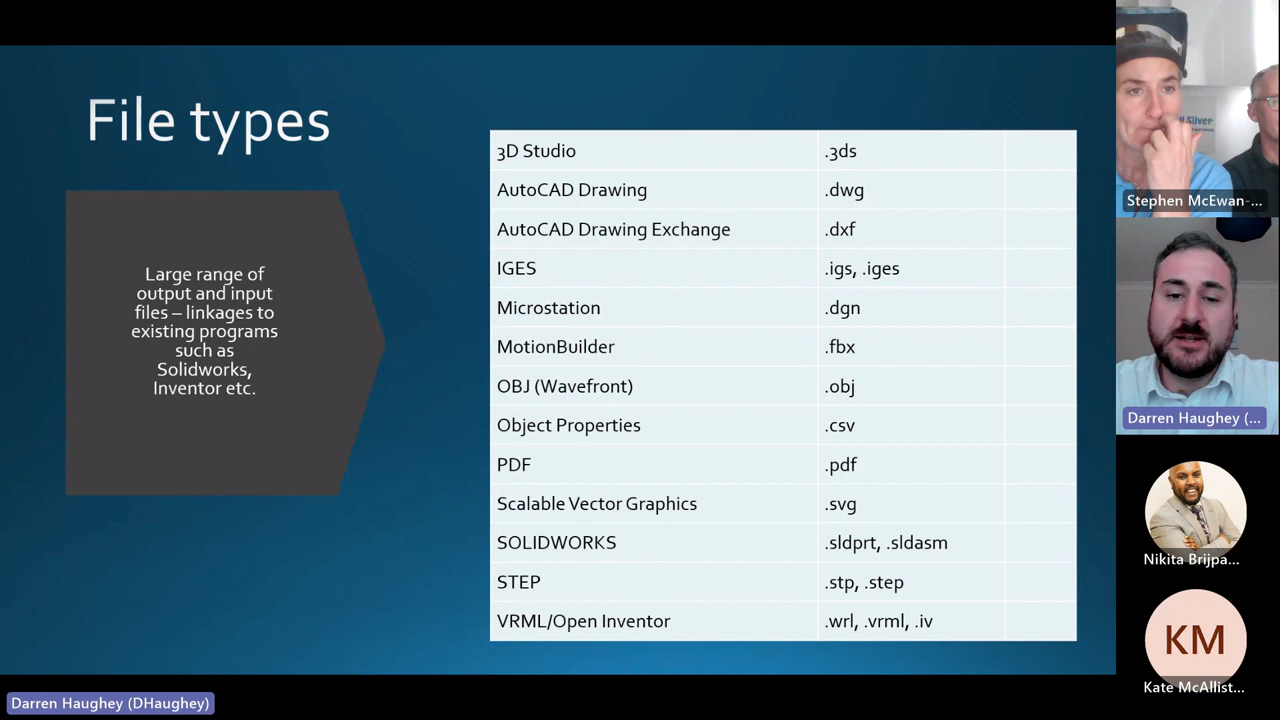 File types
Large range of
output and input
files – linkages to
existing programs
such as
Solidworks,
Inventor etc.
3D Studio .3ds
AutoCAD Drawing .dwg
AutoCAD Drawing Exchange .dxf
IGES .igs, .iges
Microstation .dgn
MotionBuilder .fbx
OBJ (Wavefront) .obj
Object Properties .csv
PDF .pdf
Scalable Vector Graphics .svg
SOLIDWORKS .sldprt, .sldasm
STEP .stp, .step
VRML/Open Inventor .wrl, .vrml, .iv
Silver
Stephen McEwan-...
Darren Haughey (...
Nikita Brijpa...
KM
Kate McAllist...
Darren Haughey (DHaughey)